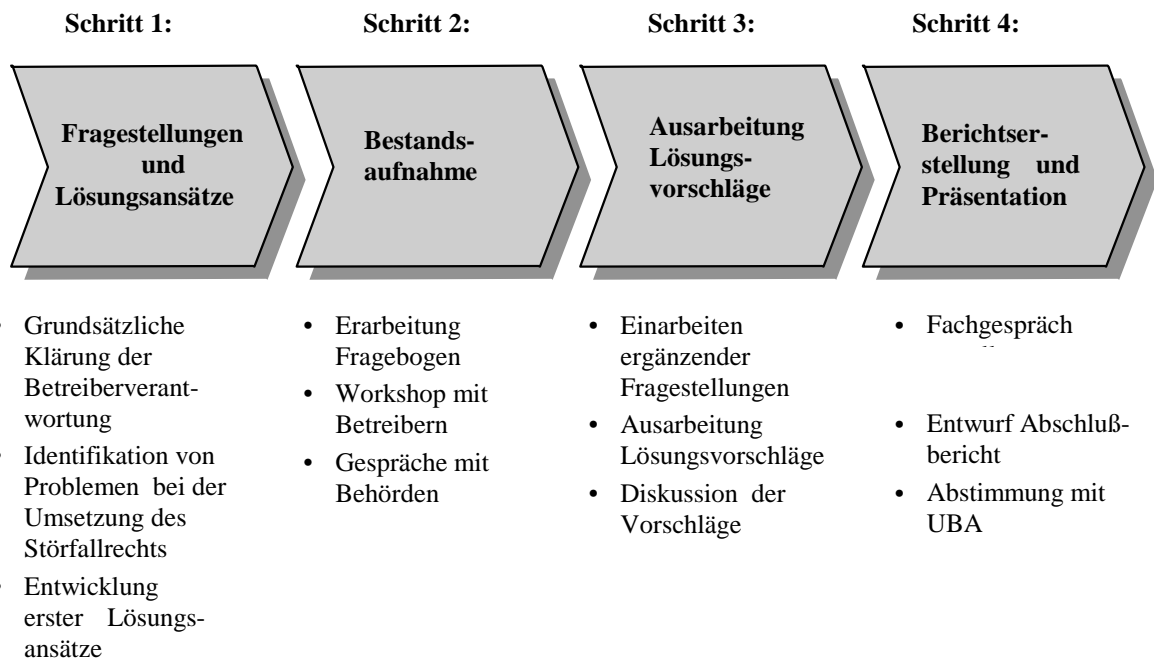 Schritt 1:
Schritt 2:
Schritt 3:
Schritt 4:
Fragestellungen
und
Lösungsansätze
Bestands-
aufnahme
Ausarbeitung
Lösungs-
vorschläge
Berichtser-
stellung und
Präsentation
• Grundsätzliche
Klärung der
Betreiberverant-
wortung
• Identifikation von
Problemen bei der
Umsetzung des
Störfallrechts
• Entwicklung
erster Lösungs-
ansätze
• Erarbeitung
Fragebogen
• Workshop mit
Betreibern
• Gespräche mit
Behörden
• Einarbeiten
ergänzender
Fragestellungen
• Ausarbeitung
Lösungsvorschläge
• Diskussion der
Vorschläge
• Fachgespräch
• Entwurf Abschluß-
bericht
• Abstimmung mit
UBA